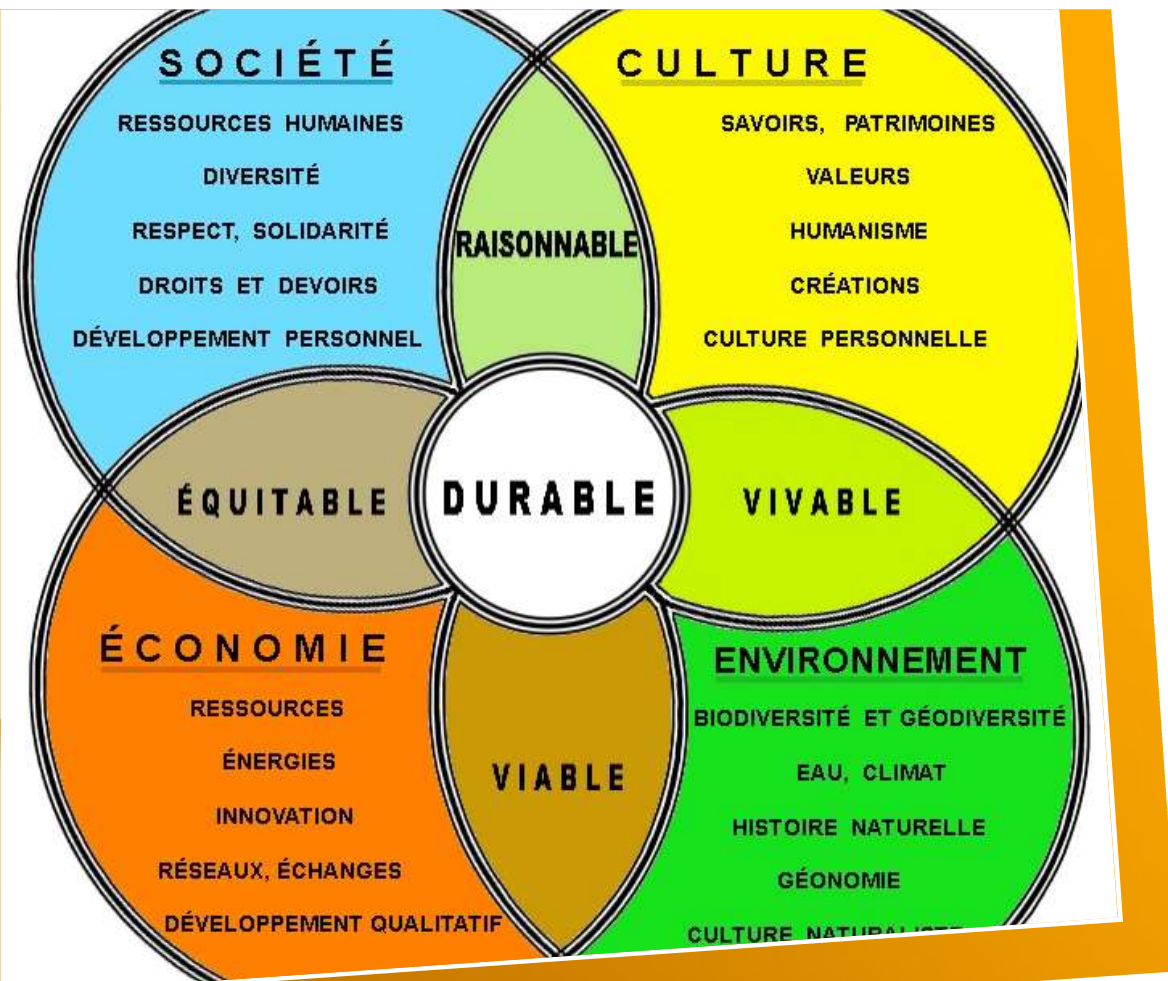 SOCIÉTÉ
RESSOURCES HUMAINES
DIVERSITÉ
RESPECT, SOLIDARITÉ
DROITS ET DEVOIRS
DÉVELOPPEMENT PERSONNEL
CULTURE
SAVOIRS, PATRIMOINES
VALEURS
HUMANISME
CRÉATIONS
CULTURE PERSONNELLE
RAISONNABLE
ÉQUITABLE
DURABLE
VIVABLE
ÉCONOMIE
RESSOURCES
ÉNERGIES
INNOVATION
RÉSEAUX, ÉCHANGES
DÉVELOPPEMENT QUALITATIF
VIABLE
ENVIRONNEMENT
BIODIVERSITÉ ET GÉODIVERSITÉ
EAU, CLIMAT
HISTOIRE NATURELLE
GÉONOMIE
CULTURE